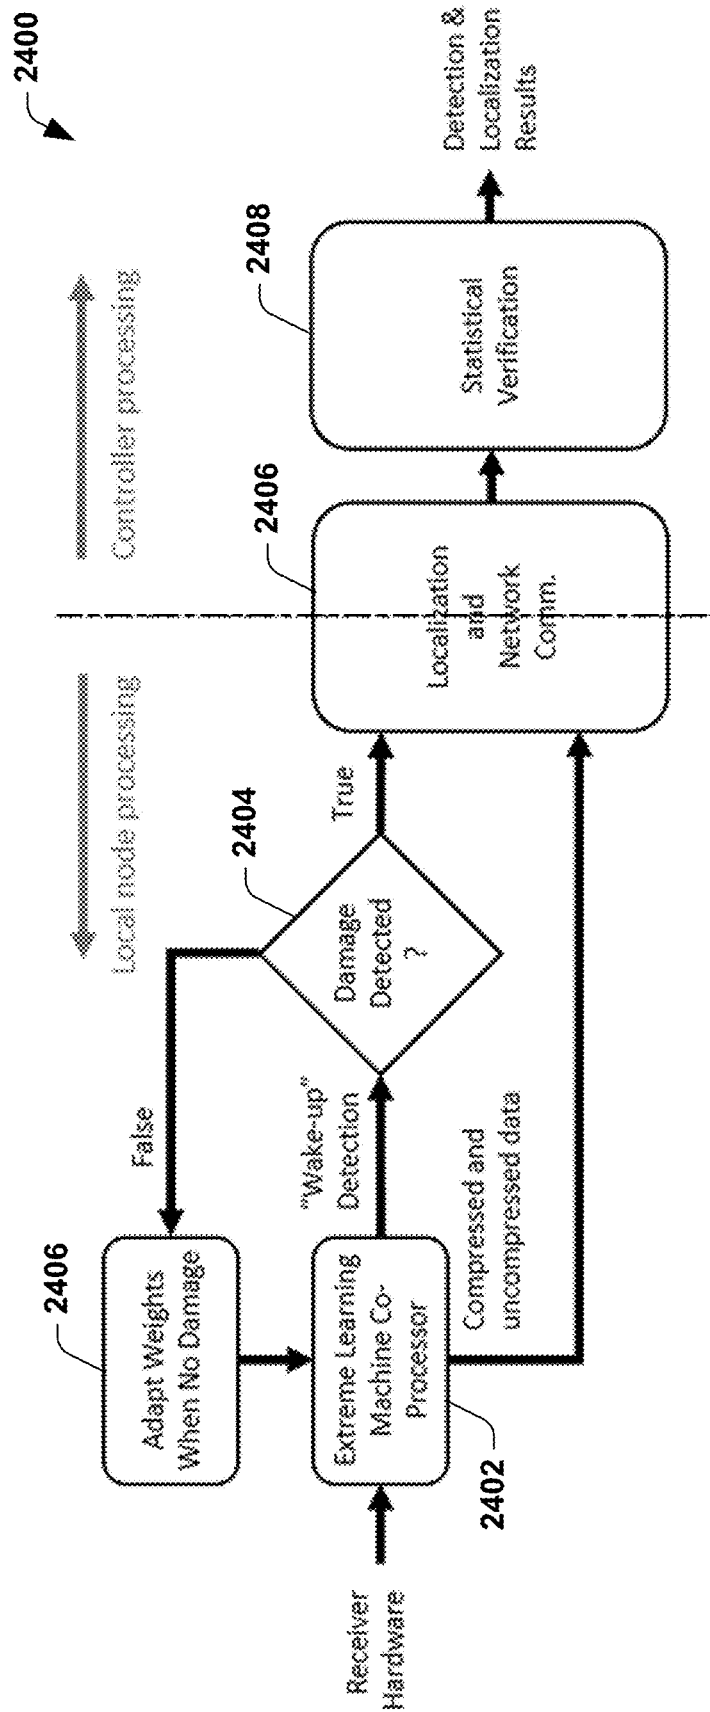 2400
Local node processing
Controller processing
2406
Adapt Weights
When No Damage
False
Receiver
Hardware
Extreme Learning
Machine Co-
Processor
2402
"Wake-up"
Detection
2404
Damage
Detected
?
True
Compressed and
uncompressed data
2406
Localization
and
Network
Comm.
2408
Statistical
Verification
Detection &
Localization
Results